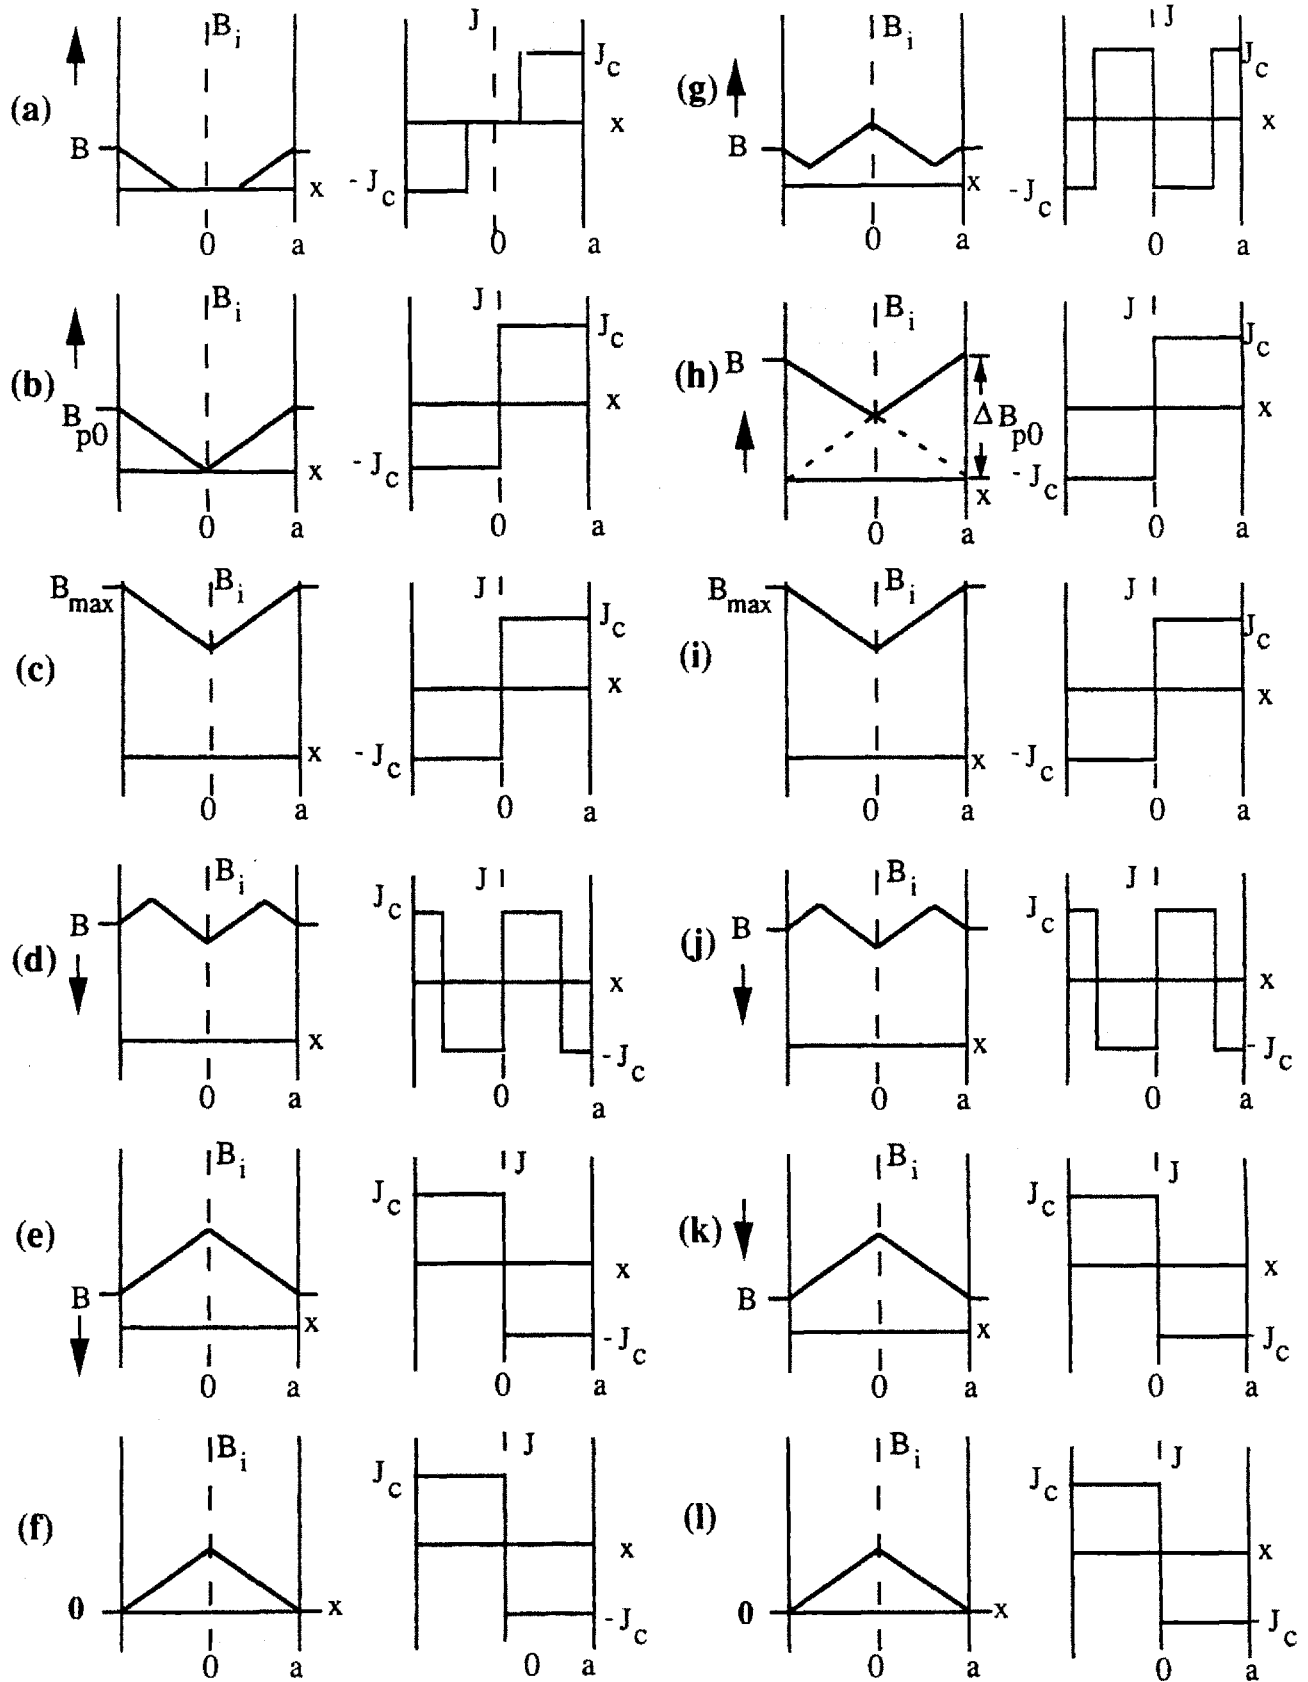 (a) B_i B x 0 a J J_c x -J_c 0 a
(b) B_i B_p0 x 0 a J J_c x -J_c 0 a
(c) B_max B_i x 0 a J J_c x -J_c 0 a
(d) B_i B x 0 a J J_c x -J_c 0 a
(e) B_i B x 0 a J J_c x -J_c 0 a
(f) B_i 0 x 0 a J J_c x -J_c 0 a
(g) B_i B x 0 a J J_c x -J_c 0 a
(h) B_i B ΔB_p0 x 0 a J J_c x -J_c 0 a
(i) B_max B_i x 0 a J J_c x -J_c 0 a
(j) B_i B x 0 a J J_c x -J_c 0 a
(k) B_i B x 0 a J J_c x -J_c 0 a
(l) B_i 0 x 0 a J J_c x -J_c 0 a